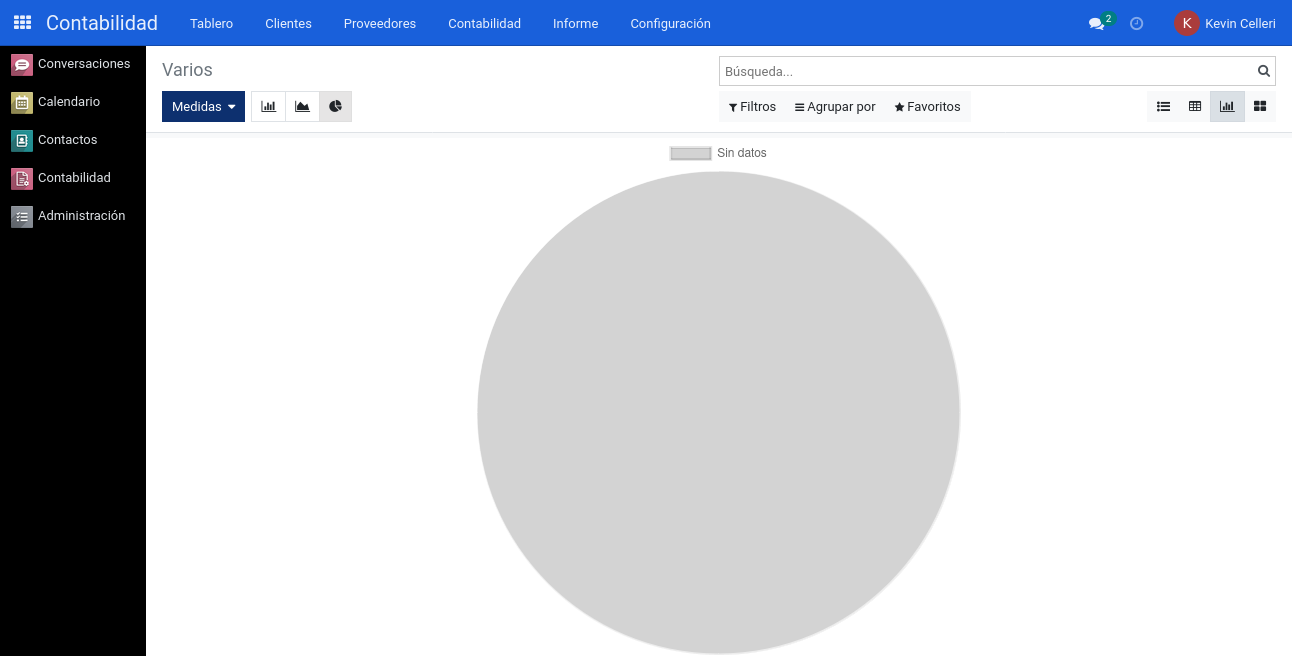 Contabilidad Tablero Clientes Proveedores Contabilidad Informe Configuración 2 K Kevin Celleri
Conversaciones
Calendario
Contactos
Contabilidad
Administración
Varios
Búsqueda...
Medidas
Filtros Agrupar por Favoritos
Sin datos